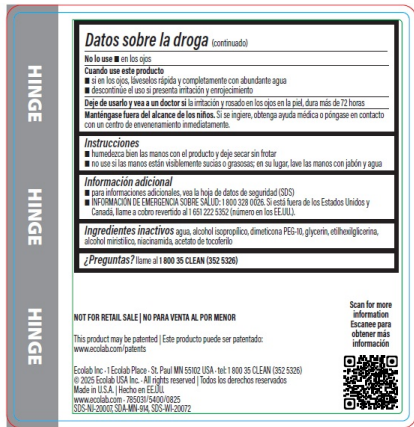 HINGE
HINGE
HINGE
Datos sobre la droga (continuado)
No lo use ■ en los ojos
Cuando use este producto
■ si en los ojos, láveselos rápida y completamente con abundante agua
■ descontinúe el uso si presenta irritación y enrojecimiento
Deje de usarlo y vea a un doctor si la irritación y rosado en los ojos en la piel, dura más de 72 horas
Manténgase fuera del alcance de los niños. Si se ingiere, obtenga ayuda médica o póngase en contacto
con un centro de envenenamiento inmediatamente.
Instrucciones
■ humedezca bien las manos con el producto y deje secar sin frotar
■ no use si las manos están visiblemente sucias o grasosas; en su lugar, lave las manos con jabón y agua
Información adicional
■ para informaciones adicionales, vea la hoja de datos de seguridad (SDS)
■ INFORMACIÓN DE EMERGENCIA SOBRE SALUD: 1 800 328 0026. Si está fuera de los Estados Unidos y
Canadá, llame a cobro revertido al 1 651 222 5352 (número en los EE.UU.).
Ingredientes inactivos agua, alcohol isopropílico, dimeticona PEG-10, glycerin, etilhexilglicerina,
alcohol miristílico, niacinamida, acetato de tocoferilo
¿Preguntas? llame al 1 800 35 CLEAN (352 5326)
NOT FOR RETAIL SALE | NO PARA VENTA AL POR MENOR
This product may be patented | Este producto puede ser patentado:
www.ecolab.com/patents
Ecolab Inc · 1 Ecolab Place · St. Paul MN 55102 USA · tel: 1 800 35 CLEAN (352 5326)
© 2025 Ecolab USA Inc. · All rights reserved | Todos los derechos reservados
Made in U.S.A. | Hecho en EE.UU.
www.ecolab.com · 785031/5400/0825
SDS-NJ-20007, SDA-MN-914, SDS-WI-20072
Scan for more
information
Escanee para
obtener más
información